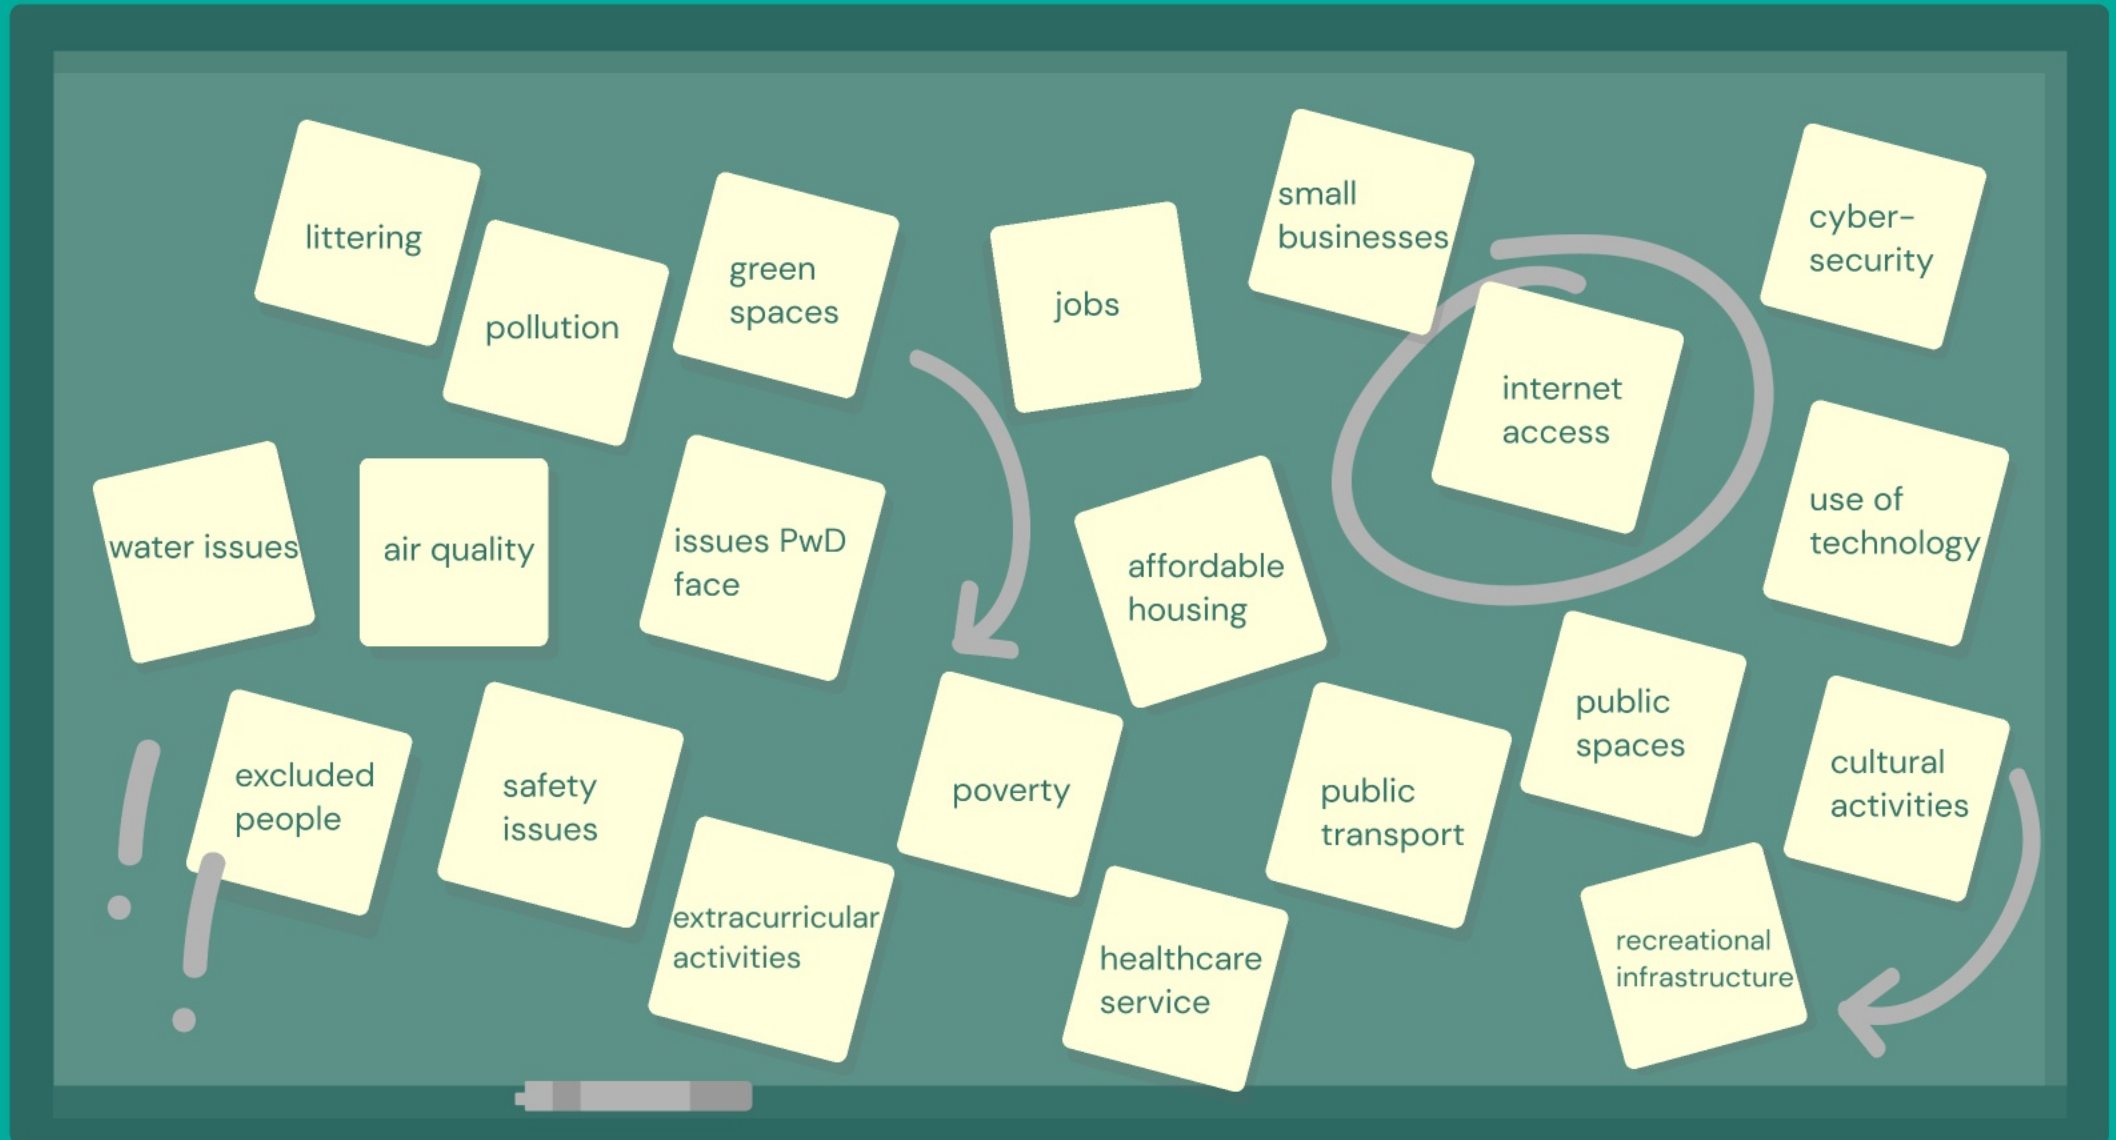 littering
pollution
green
spaces
jobs
small
businesses
cyber-
security
internet
access
water issues
air quality
issues PwD
face
affordable
housing
use of
technology
excluded
people
safety
issues
extracurricular
activities
poverty
healthcare
service
public
transport
public
spaces
cultural
activities
recreational
infrastructure